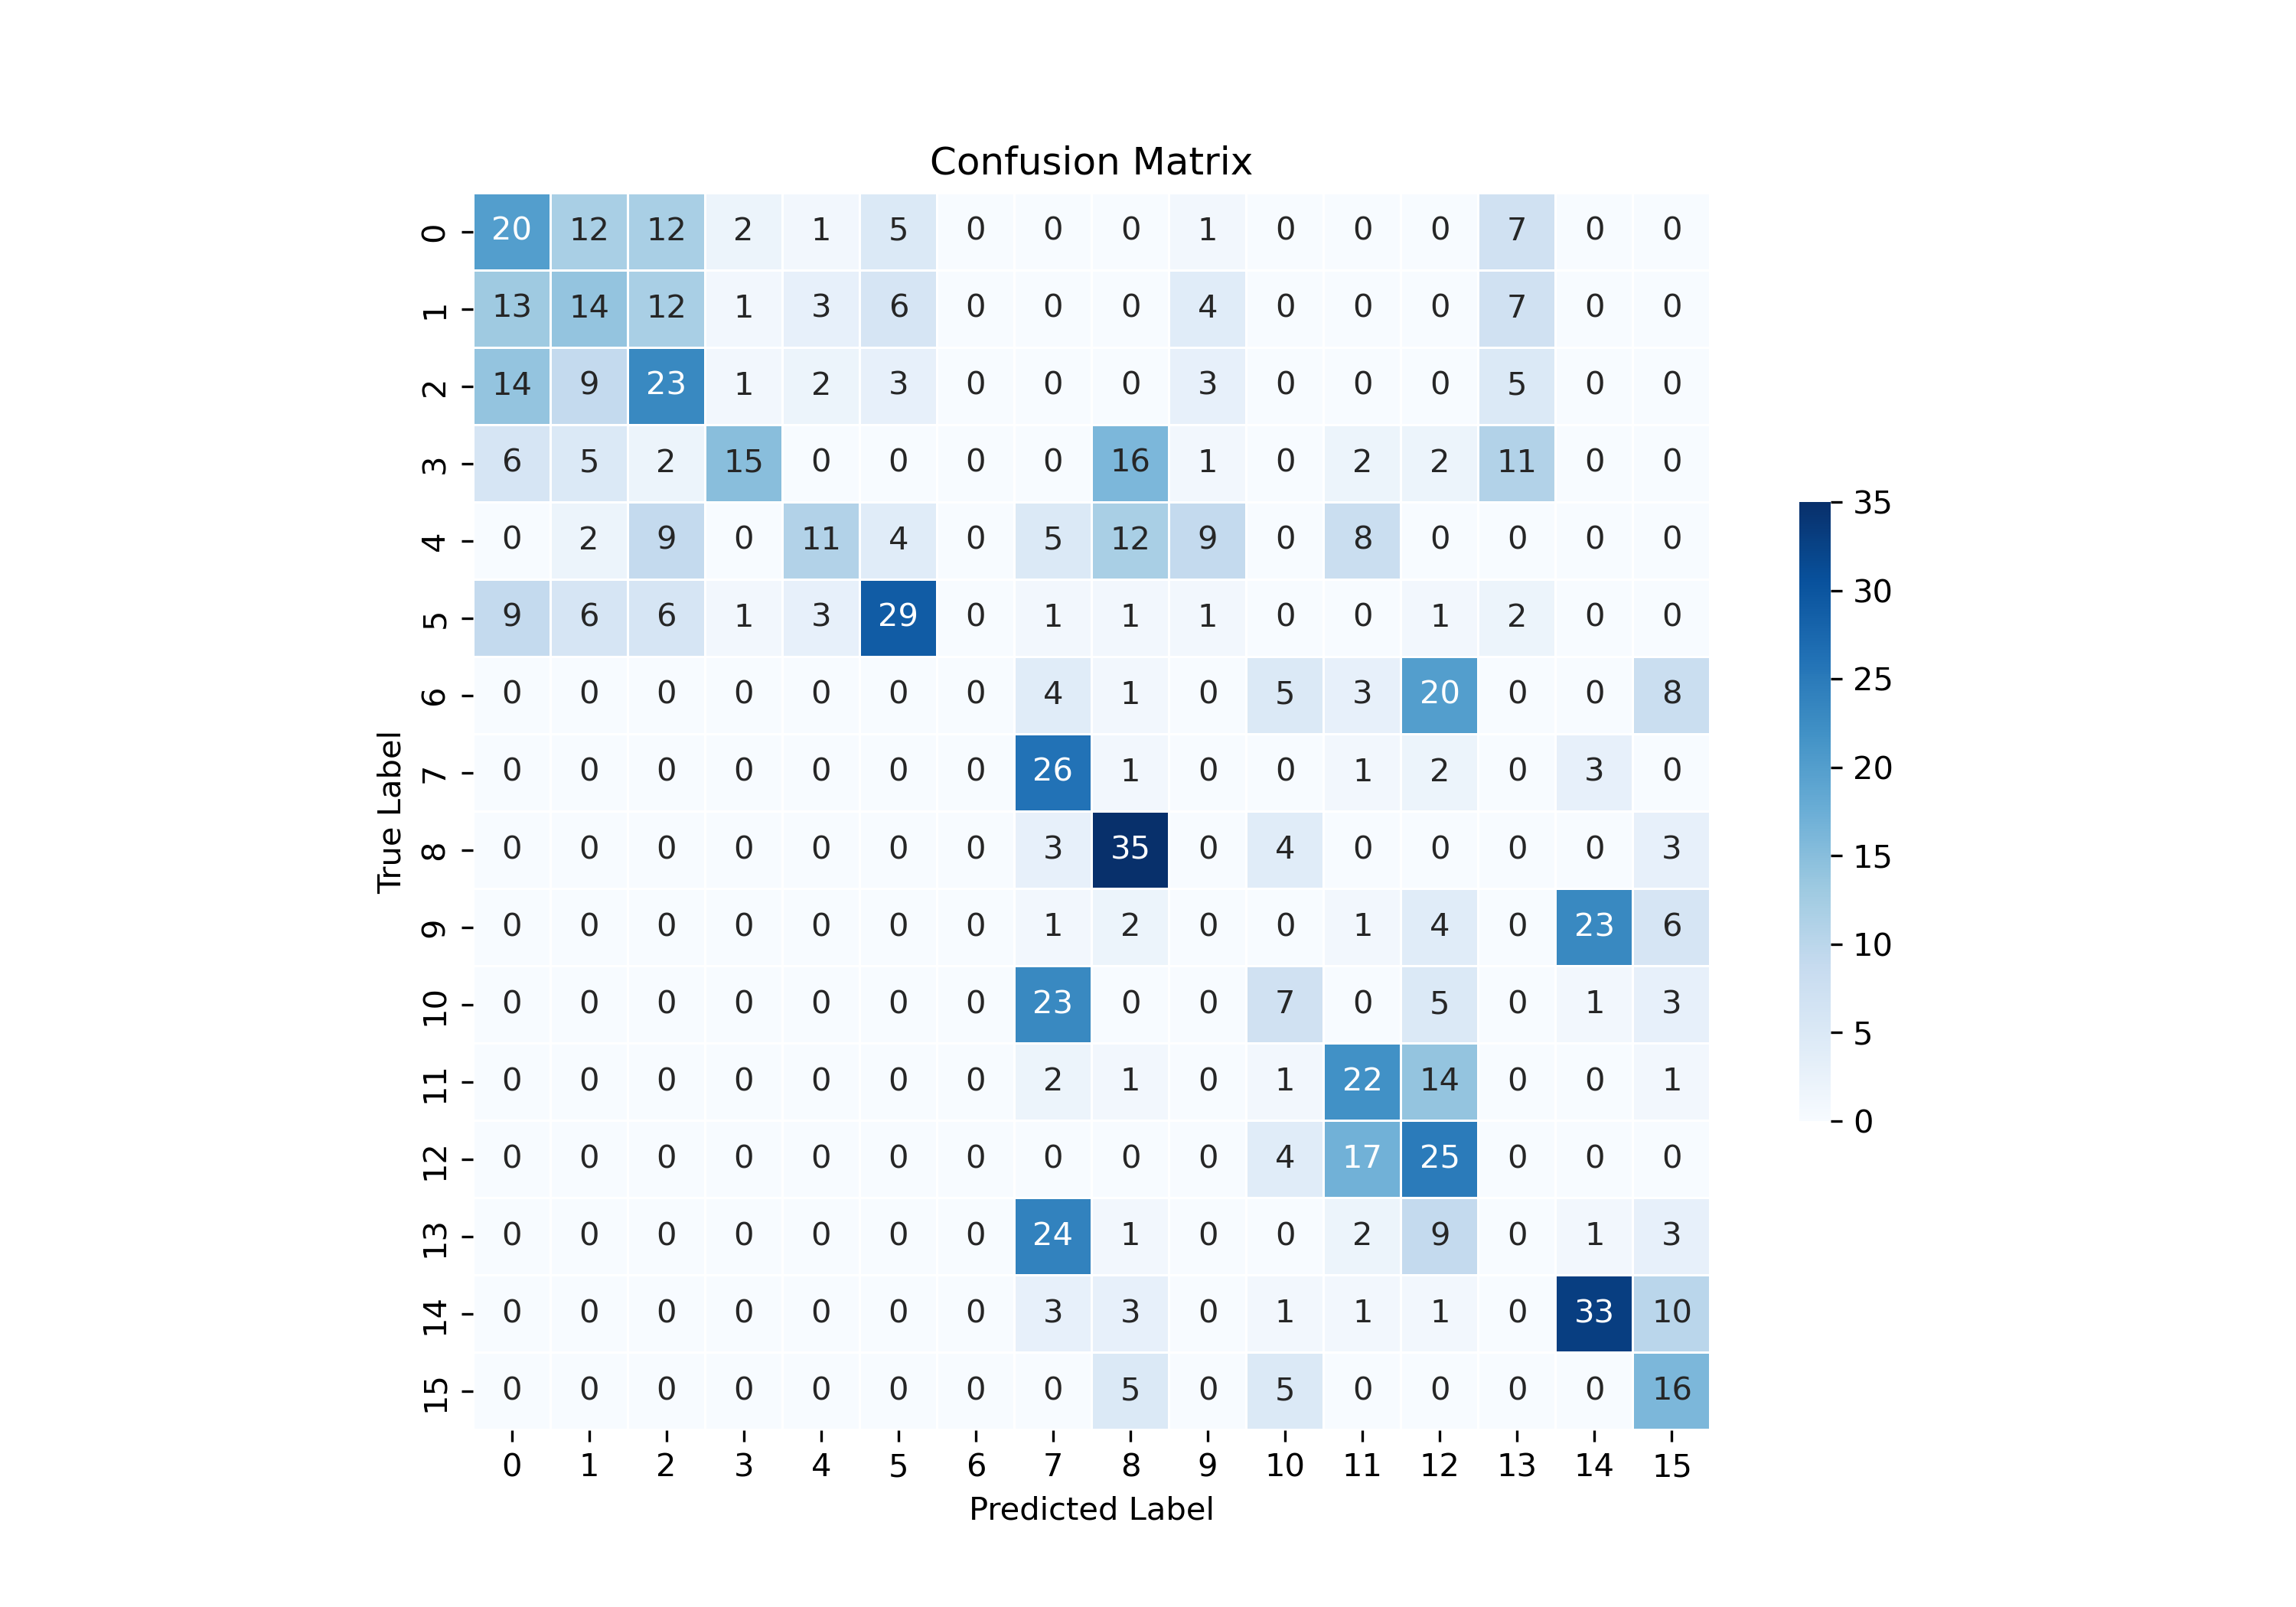 Confusion Matrix
0 20 12 12 2 1 5 0 0 0 1 0 0 0 7 0 0
1 13 14 12 1 3 6 0 0 0 4 0 0 0 7 0 0
2 14 9 23 1 2 3 0 0 0 3 0 0 0 5 0 0
3 6 5 2 15 0 0 0 0 16 1 0 2 2 11 0 0
4 0 2 9 0 11 4 0 5 12 9 0 8 0 0 0 0
5 9 6 6 1 3 29 0 1 1 1 0 0 1 2 0 0
6 0 0 0 0 0 0 0 4 1 0 5 3 20 0 0 8
7 0 0 0 0 0 0 0 26 1 0 0 1 2 0 3 0
8 0 0 0 0 0 0 0 3 35 0 4 0 0 0 0 3
9 0 0 0 0 0 0 0 1 2 0 0 1 4 0 23 6
10 0 0 0 0 0 0 0 23 0 0 7 0 5 0 1 3
11 0 0 0 0 0 0 0 2 1 0 1 22 14 0 0 1
12 0 0 0 0 0 0 0 0 0 0 4 17 25 0 0 0
13 0 0 0 0 0 0 0 24 1 0 0 2 9 0 1 3
14 0 0 0 0 0 0 0 3 3 0 1 1 1 0 33 10
15 0 0 0 0 0 0 0 0 5 0 5 0 0 0 0 16
0 1 2 3 4 5 6 7 8 9 10 11 12 13 14 15
Predicted Label
True Label
35
30
25
20
15
10
5
0